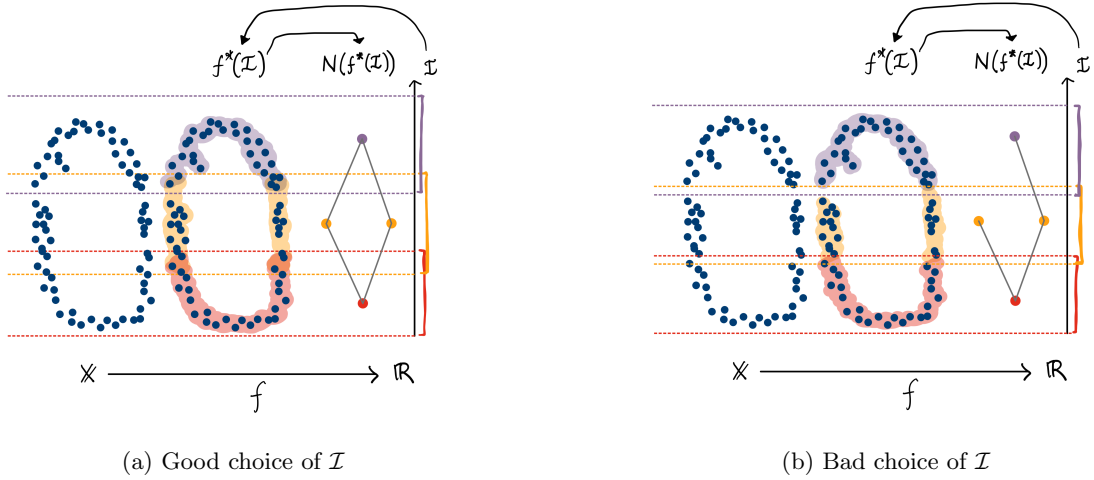 f*(I) N(f*(I)) I
𝕏 f ℝ
(a) Good choice of I
f*(I) N(f*(I)) I
𝕏 f ℝ
(b) Bad choice of I